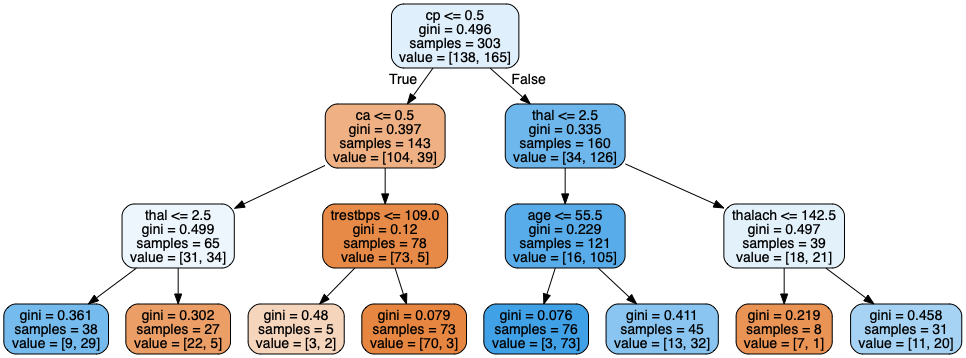 cp <= 0.5
gini = 0.496
samples = 303
value = [138, 165]
True
False
ca <= 0.5
gini = 0.397
samples = 143
value = [104, 39]
thal <= 2.5
gini = 0.335
samples = 160
value = [34, 126]
thal <= 2.5
gini = 0.499
samples = 65
value = [31, 34]
trestbps <= 109.0
gini = 0.12
samples = 78
value = [73, 5]
age <= 55.5
gini = 0.229
samples = 121
value = [16, 105]
thalach <= 142.5
gini = 0.497
samples = 39
value = [18, 21]
gini = 0.361
samples = 38
value = [9, 29]
gini = 0.302
samples = 27
value = [22, 5]
gini = 0.48
samples = 5
value = [3, 2]
gini = 0.079
samples = 73
value = [70, 3]
gini = 0.076
samples = 76
value = [3, 73]
gini = 0.411
samples = 45
value = [13, 32]
gini = 0.219
samples = 8
value = [7, 1]
gini = 0.458
samples = 31
value = [11, 20]